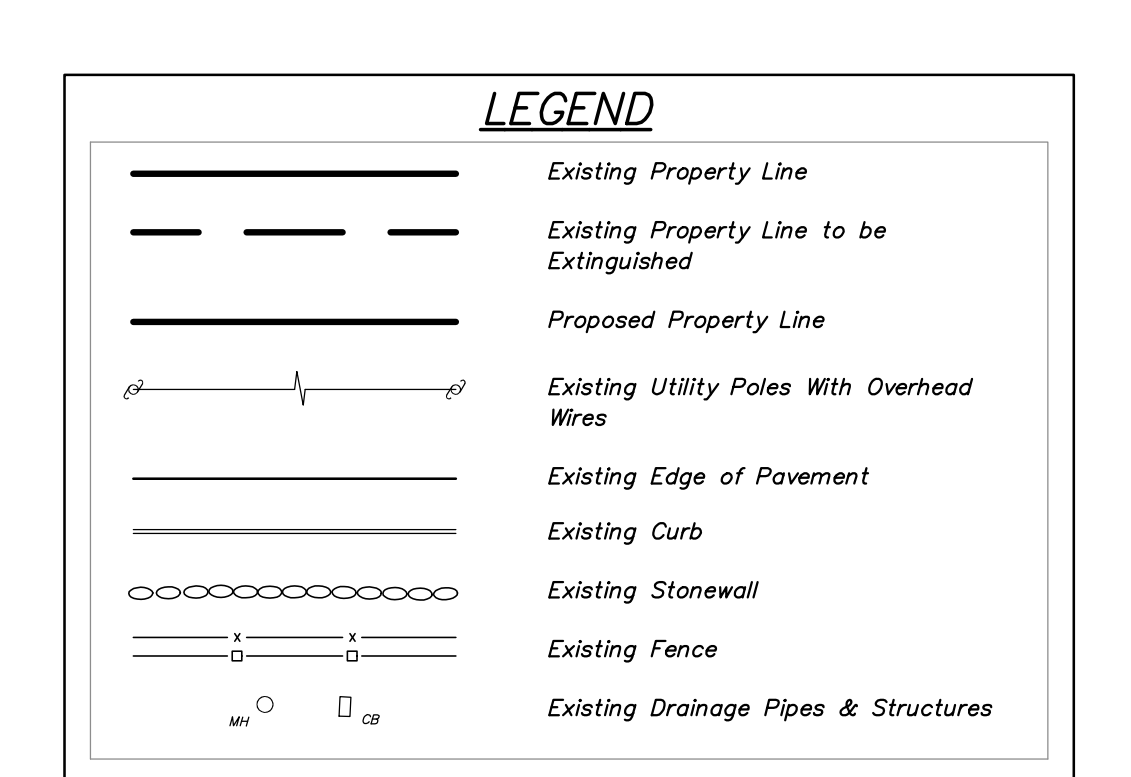 LEGEND
Existing Property Line
Existing Property Line to be
Extinguished
Proposed Property Line
Existing Utility Poles With Overhead
Wires
Existing Edge of Pavement
Existing Curb
Existing Stonewall
x x
Existing Fence
MH CB
Existing Drainage Pipes & Structures